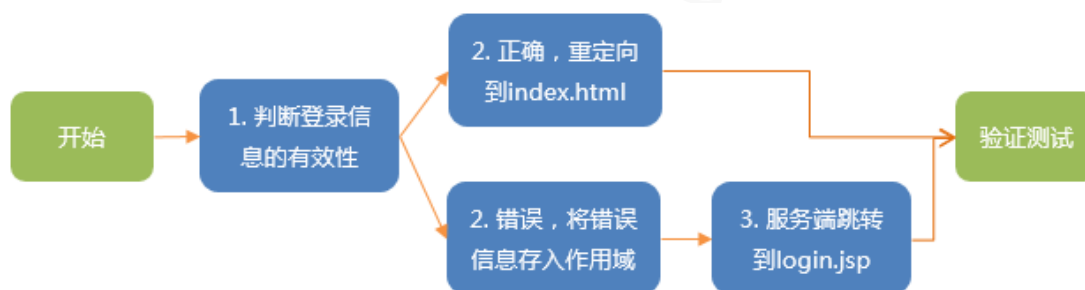 开始
1. 判断登录信
息的有效性
2. 正确，重定向
到index.html
2. 错误，将错误
信息存入作用域
3. 服务端跳转
到login.jsp
验证测试